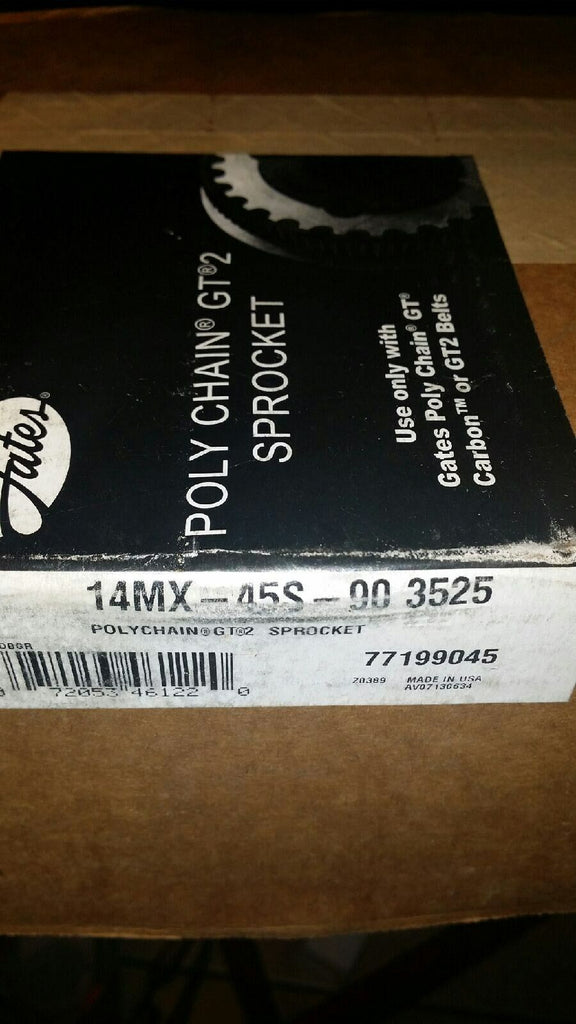 Gates®
POLY CHAIN® GT®2
SPROCKET
Use only with
Gates Poly Chain® GT®
Carbon™ or GT2 Belts
14MX-45S-90 3525
POLYCHAIN®GT®2 SPROCKET
77199045
72053 46122 0
20389 MADE IN USA
AV07130634